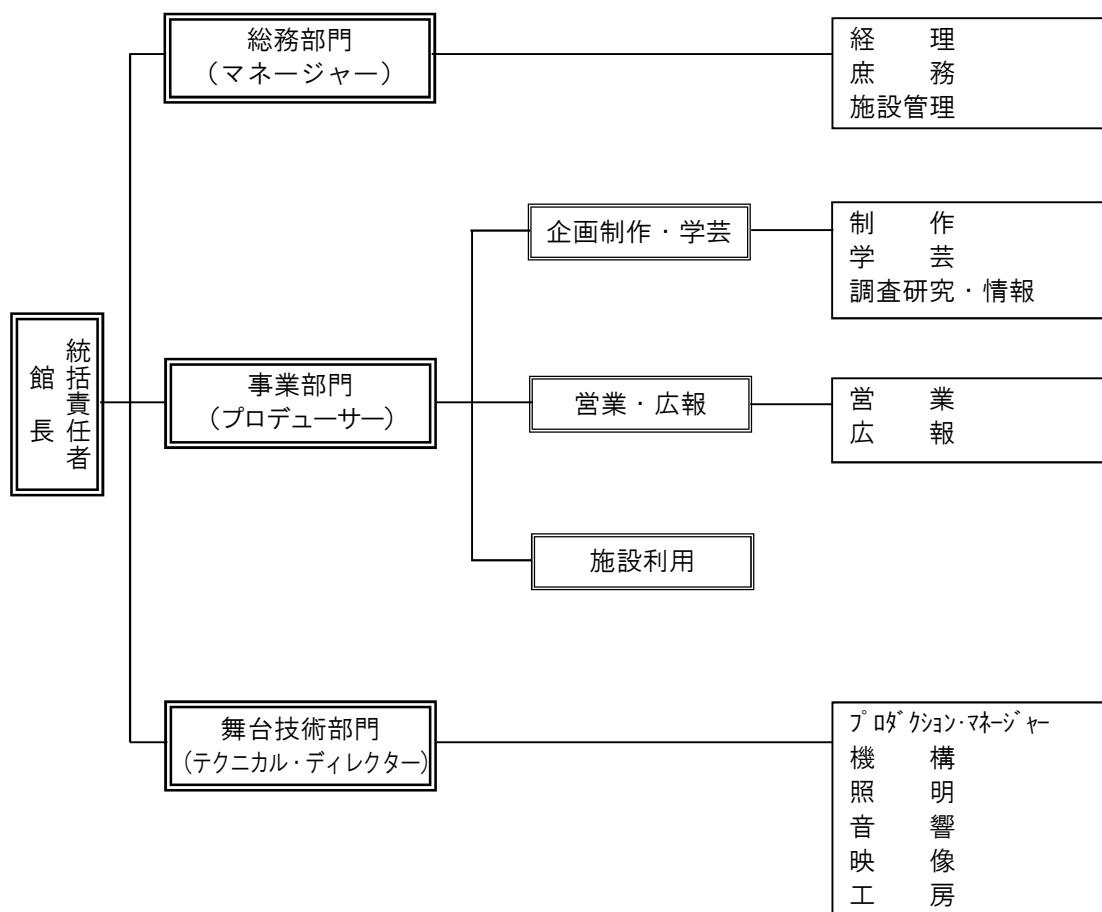 総務部門
（マネージャー）
経　　理
庶　　務
施設管理
企画制作・学芸
制　　作
学　　芸
調査研究・情報
統括責任者
館　長
事業部門
（プロデューサー）
営業・広報
営　　業
広　　報
施設利用
舞台技術部門
（テクニカル・ディレクター）
ﾌﾟﾛﾀﾞｸｼｮﾝ・ﾏﾈｰｼﾞｬｰ
機　　構
照　　明
音　　響
映　　像
工　　房